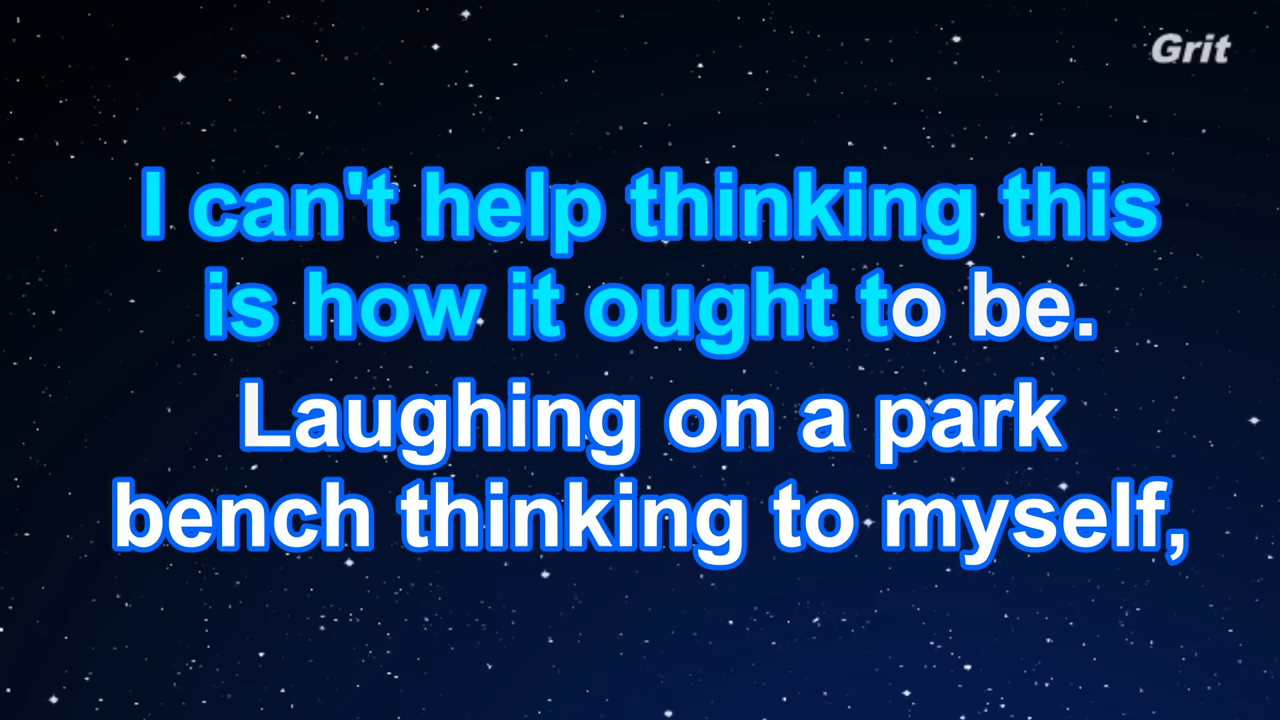 Grit
I can't help thinking this
is how it ought to be.
Laughing on a park
bench thinking to myself,